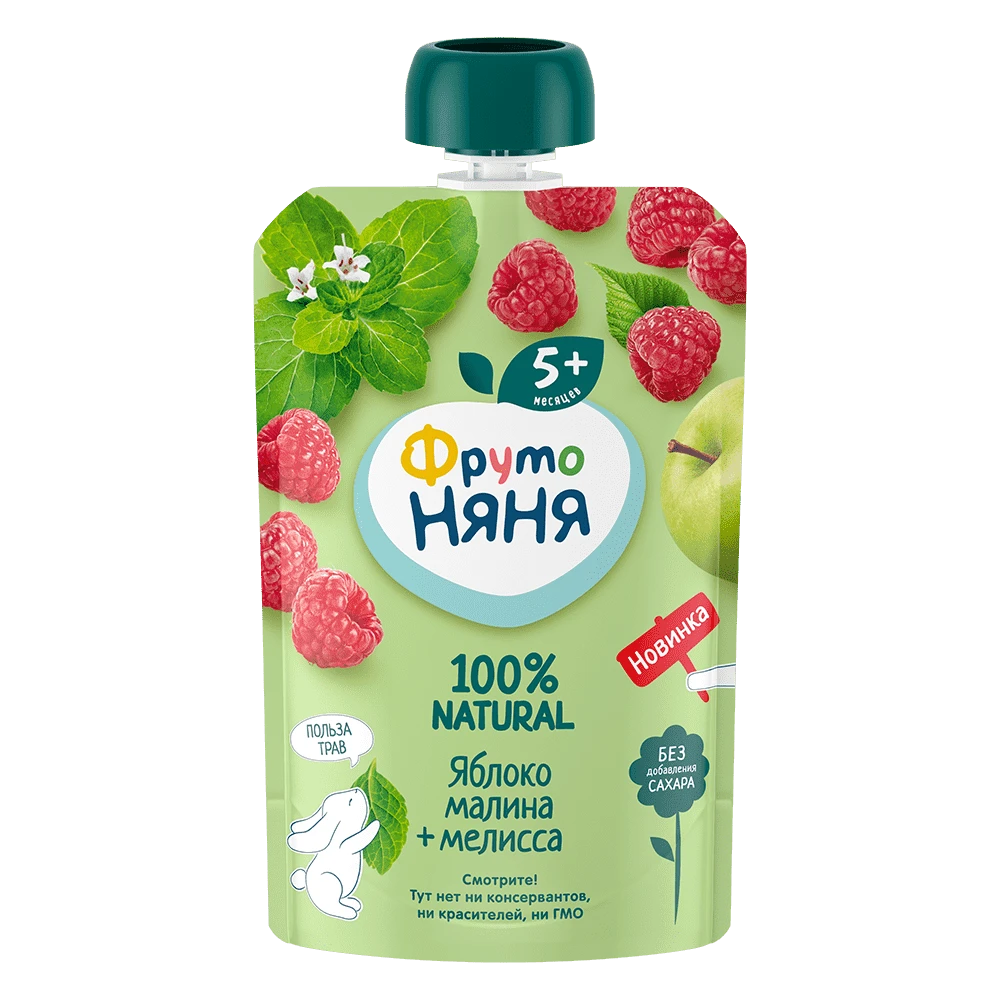 5+
месяцев
Фруто
НЯНЯ
Новинка
100%
NATURAL
ПОЛЬЗА
ТРАВ
БЕЗ
добавления
САХАРА
Яблоко
малина
+ мелисса
Смотрите!
Тут нет ни консервантов,
ни красителей, ни ГМО